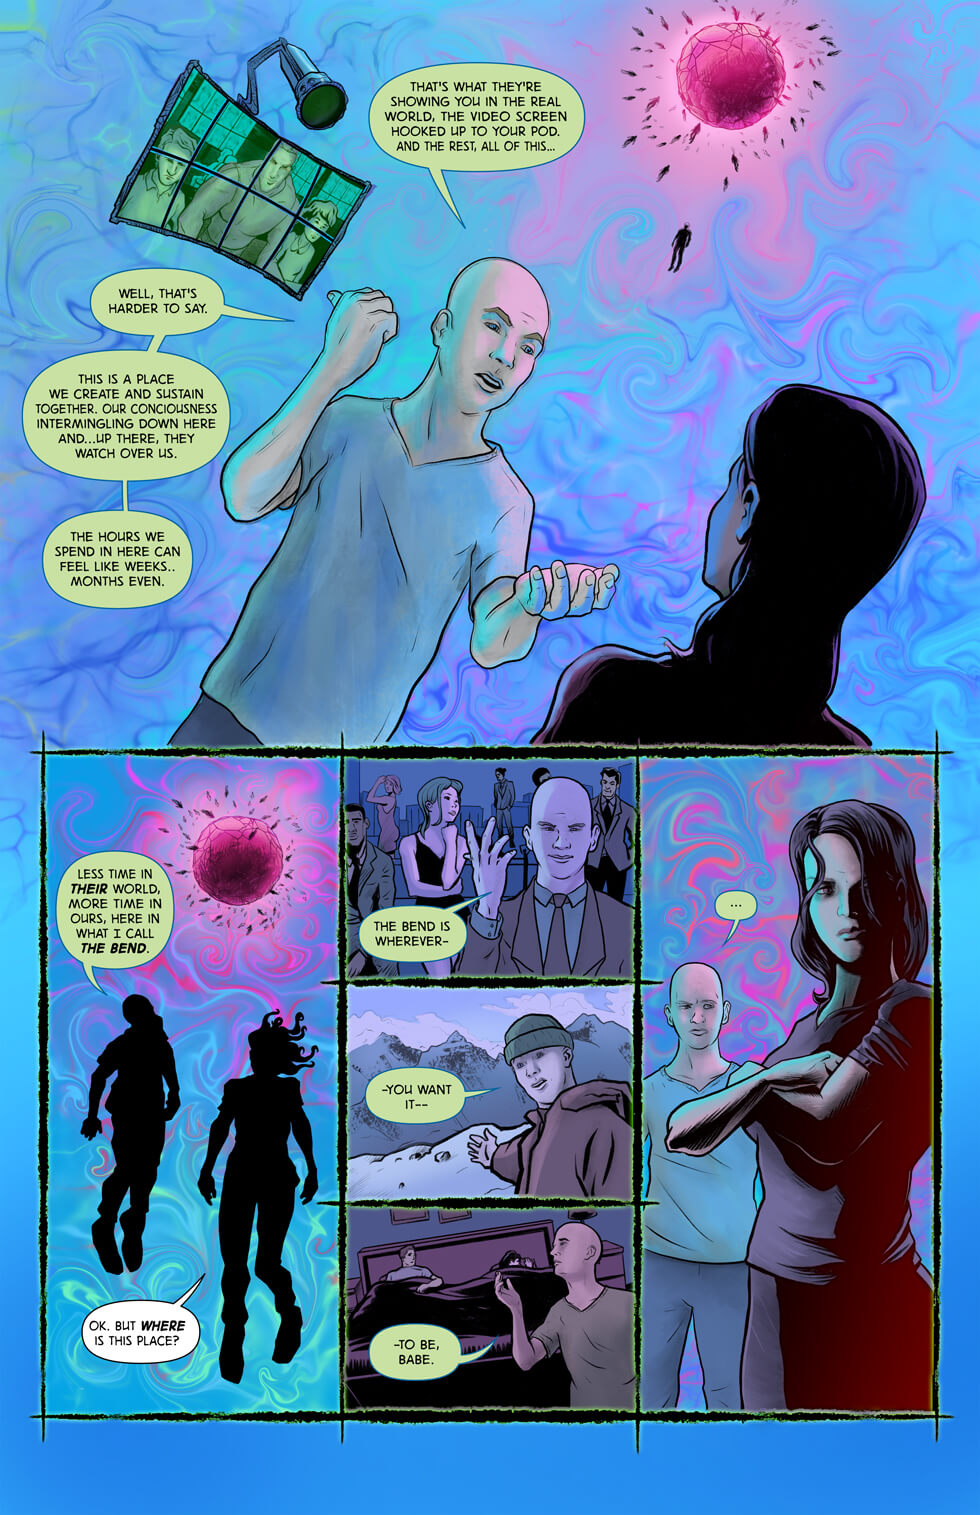 THAT'S WHAT THEY'RE
SHOWING YOU IN THE REAL
WORLD, THE VIDEO SCREEN
HOOKED UP TO YOUR POD.
AND THE REST, ALL OF THIS...
WELL, THAT'S
HARDER TO SAY.
THIS IS A PLACE
WE CREATE AND SUSTAIN
TOGETHER. OUR CONCIOUSNESS
INTERMINGLING DOWN HERE
AND...UP THERE, THEY
WATCH OVER US.
THE HOURS WE
SPEND IN HERE CAN
FEEL LIKE WEEKS..
MONTHS EVEN.
LESS TIME IN
THEIR WORLD,
MORE TIME IN
OURS, HERE IN
WHAT I CALL
THE BEND.
OK. BUT WHERE
IS THIS PLACE?
THE BEND IS
WHEREVER-
-YOU WANT
IT--
-TO BE,
BABE.
...